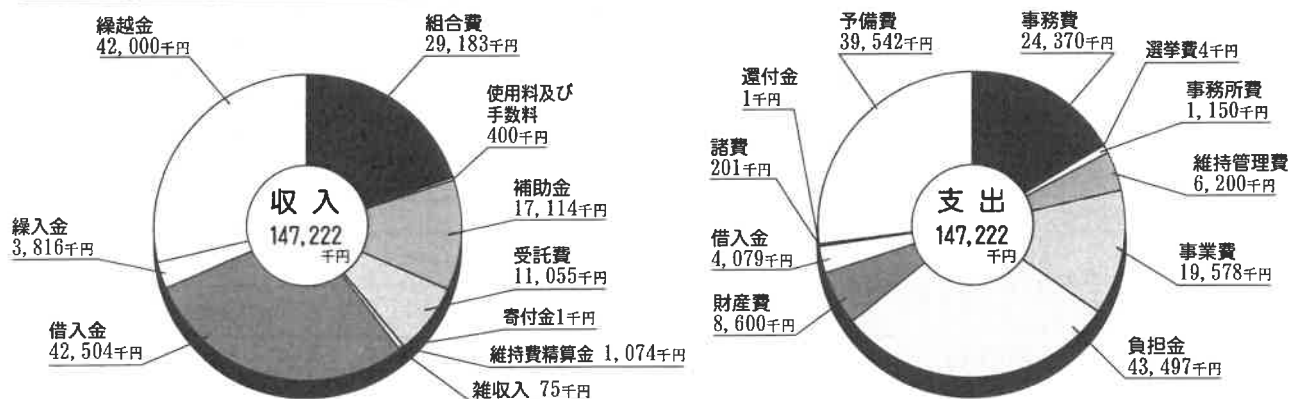 繰越金
42,000千円
組合費
29,183千円
使用料及び
手数料
400千円
補助金
17,114千円
受託費
11,055千円
寄付金1千円
維持費精算金 1,074千円
雑収入 75千円
借入金
42,504千円
繰入金
3,816千円
収入
147,222
千円
予備費
39,542千円
事務費
24,370千円
選挙費4千円
事務所費
1,150千円
維持管理費
6,200千円
事業費
19,578千円
負担金
43,497千円
財産費
8,600千円
借入金
4,079千円
諸費
201千円
還付金
1千円
支出
147,222
千円